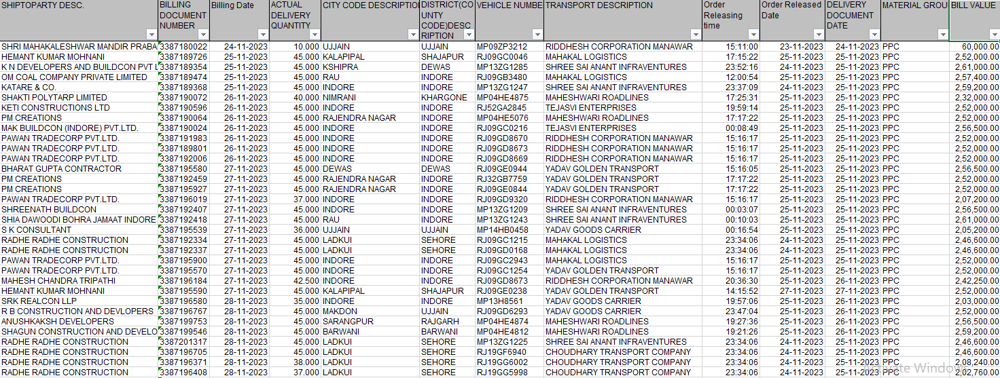 SHIPTOPARTY DESC. BILLING DOCUMENT NUMBER Billing Date ACTUAL DELIVERY QUANTITY CITY CODE DESCRIPTION DISTRICT(COUNTY CODE)DESCRIPTION VEHICLE NUMBE TRANSPORT DESCRIPTION Order Releasing time Order Released Date DELIVERY DOCUMENT DATE MATERIAL GROU BILL VALUE
SHRI MAHAKALESHWAR MANDIR PRABA 3387180022 24-11-2023 10.000 UJJAIN UJJAIN MP09ZP3212 RIDDHESH CORPORATION MANAWAR 15:11:00 23-11-2023 24-11-2023 PPC 60,000.00
HEMANT KUMAR MOHNANI 3387189726 25-11-2023 45.000 KALAPIPAL SHAJAPUR RJ09GC0046 MAHAKAL LOGISTICS 17:15:22 25-11-2023 25-11-2023 PPC 2,52,000.00
K N DEVELOPERS AND BUILDCON PVT L 3387189354 25-11-2023 45.000 KSHIPRA DEWAS MP13ZG1285 SHREE SAI ANANT INFRAVENTURES 23:52:16 24-11-2023 25-11-2023 PPC 2,61,000.00
OM COAL COMPANY PRIVATE LIMITED 3387189474 25-11-2023 45.000 RAU INDORE RJ09GB3480 MAHAKAL LOGISTICS 12:00:54 25-11-2023 25-11-2023 PPC 2,57,400.00
KATARE & CO. 3387189368 25-11-2023 45.000 INDORE INDORE MP13ZG1247 SHREE SAI ANANT INFRAVENTURES 23:37:09 24-11-2023 25-11-2023 PPC 2,59,200.00
SHAKTI POLYTARP LIMITED 3387190072 26-11-2023 40.000 NIMRANI KHARGONE MP04HE4875 MAHESHWARI ROADLINES 17:25:31 25-11-2023 25-11-2023 PPC 2,32,000.00
KETI CONSTRUCTIONS LTD 3387190596 26-11-2023 45.000 INDORE INDORE RJ52GA2845 TEJASVI ENTERPRISES 19:59:14 25-11-2023 25-11-2023 PPC 2,52,000.00
PM CREATIONS 3387190064 26-11-2023 45.000 RAJENDRA NAGAR INDORE MP04HE5076 MAHESHWARI ROADLINES 17:17:22 25-11-2023 25-11-2023 PPC 2,52,000.00
MAK BUILDCON (INDORE) PVT.LTD. 3387190024 26-11-2023 45.000 INDORE INDORE RJ09GC0216 TEJASVI ENTERPRISES 00:08:49 25-11-2023 25-11-2023 PPC 2,56,500.00
PAWAN TRADECORP PVT.LTD. 3387191983 26-11-2023 45.000 INDORE INDORE RJ09GD8670 RIDDHESH CORPORATION MANAWAR 15:16:17 25-11-2023 25-11-2023 PPC 2,52,000.00
PAWAN TRADECORP PVT.LTD. 3387189801 26-11-2023 45.000 INDORE INDORE RJ09GD8673 RIDDHESH CORPORATION MANAWAR 15:16:17 25-11-2023 25-11-2023 PPC 2,52,000.00
PAWAN TRADECORP PVT.LTD. 3387192006 26-11-2023 45.000 INDORE INDORE RJ09GD8669 RIDDHESH CORPORATION MANAWAR 15:16:17 25-11-2023 25-11-2023 PPC 2,52,000.00
BHARAT GUPTA CONTRACTOR 3387195580 27-11-2023 45.000 DEWAS DEWAS RJ09GE0944 YADAV GOLDEN TRANSPORT 15:16:05 25-11-2023 25-11-2023 PPC 2,56,500.00
PM CREATIONS 3387192459 27-11-2023 45.000 RAJENDRA NAGAR INDORE RJ32GB7759 YADAV GOLDEN TRANSPORT 17:17:22 25-11-2023 25-11-2023 PPC 2,52,000.00
PM CREATIONS 3387195927 27-11-2023 45.000 RAJENDRA NAGAR INDORE RJ09GE0844 YADAV GOLDEN TRANSPORT 17:17:22 25-11-2023 25-11-2023 PPC 2,52,000.00
PAWAN TRADECORP PVT.LTD. 3387196019 27-11-2023 37.000 INDORE INDORE RJ09GD9320 RIDDHESH CORPORATION MANAWAR 15:16:17 25-11-2023 25-11-2023 PPC 2,07,200.00
SHREENATH BUILDCON 3387192407 27-11-2023 45.000 INDORE INDORE MP13ZG1209 SHREE SAI ANANT INFRAVENTURES 00:03:07 25-11-2023 25-11-2023 PPC 2,56,500.00
SHIA DAWOODI BOHRA JAMAAT INDORE 3387192418 27-11-2023 45.000 RAU INDORE MP13ZG1243 SHREE SAI ANANT INFRAVENTURES 00:10:03 25-11-2023 25-11-2023 PPC 2,61,000.00
S K CONSULTANT 3387195539 27-11-2023 36.000 UJJAIN UJJAIN MP14HB0458 YADAV GOODS CARRIER 00:16:54 25-11-2023 25-11-2023 PPC 2,05,200.00
RADHE RADHE CONSTRUCTION 3387192334 27-11-2023 45.000 LADKUI SEHORE RJ09GC1215 MAHAKAL LOGISTICS 23:34:06 24-11-2023 25-11-2023 PPC 2,46,600.00
RADHE RADHE CONSTRUCTION 3387192337 27-11-2023 45.000 LADKUI SEHORE RJ09GD0168 MAHAKAL LOGISTICS 23:34:06 24-11-2023 25-11-2023 PPC 2,46,600.00
PAWAN TRADECORP PVT.LTD. 3387195900 27-11-2023 45.000 INDORE INDORE RJ09GC2943 MAHAKAL LOGISTICS 15:16:17 25-11-2023 25-11-2023 PPC 2,52,000.00
PAWAN TRADECORP PVT.LTD. 3387195570 27-11-2023 45.000 INDORE INDORE RJ09GC1254 YADAV GOLDEN TRANSPORT 15:16:17 25-11-2023 25-11-2023 PPC 2,52,000.00
MAHESH CHANDRA TRIPATHI 3387196184 27-11-2023 42.500 INDORE INDORE RJ09GD8673 RIDDHESH CORPORATION MANAWAR 20:36:30 25-11-2023 26-11-2023 PPC 2,42,250.00
HEMANT KUMAR MOHNANI 3387195590 27-11-2023 45.000 KALAPIPAL SHAJAPUR RJ09GE0238 YADAV GOLDEN TRANSPORT 14:15:52 27-11-2023 27-11-2023 PPC 2,52,000.00
SRK REALCON LLP 3387196580 28-11-2023 35.000 INDORE INDORE MP13H8561 YADAV GOODS CARRIER 19:57:06 25-11-2023 26-11-2023 PPC 2,03,000.00
R B CONSTRUCTION AND DEVLOPERS 3387196767 28-11-2023 45.000 MAKDON UJJAIN RJ09GD6293 YADAV GOODS CARRIER 23:47:04 25-11-2023 26-11-2023 PPC 2,52,000.00
ANUSHKAKSH DEVELOPERS 3387199753 28-11-2023 45.000 SARANGPUR RAJGARH MP04HE4874 MAHESHWARI ROADLINES 19:27:36 25-11-2023 26-11-2023 PPC 2,56,500.00
SHAGUN CONSTRUCTION AND DEVELO 3387199546 28-11-2023 45.000 BARWANI BARWANI MP04HE4812 MAHESHWARI ROADLINES 19:21:26 25-11-2023 26-11-2023 PPC 2,59,200.00
RADHE RADHE CONSTRUCTION 3387201317 28-11-2023 45.000 LADKUI SEHORE MP13ZG1225 SHREE SAI ANANT INFRAVENTURES 23:34:06 24-11-2023 25-11-2023 PPC 2,46,600.00
RADHE RADHE CONSTRUCTION 3387196705 28-11-2023 45.000 LADKUI SEHORE RJ19GF6940 CHOUDHARY TRANSPORT COMPANY 23:34:06 24-11-2023 25-11-2023 PPC 2,46,600.00
RADHE RADHE CONSTRUCTION 3387196371 28-11-2023 38.000 LADKUI SEHORE RJ19GG6002 CHOUDHARY TRANSPORT COMPANY 23:34:06 24-11-2023 25-11-2023 PPC 2,08,240.00
RADHE RADHE CONSTRUCTION 3387196408 28-11-2023 37.000 LADKUI SEHORE RJ19GG5998 CHOUDHARY TRANSPORT COMPANY 23:34:06 24-11-2023 25-11-2023 PPC 2,02,760.00
Activate Windows